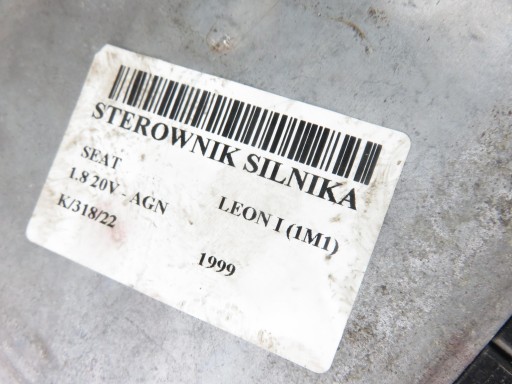 STEROWNIK SILNIKA
SEAT LEON I (1M1)
1.8 20V - AGN
K/318/22 1999